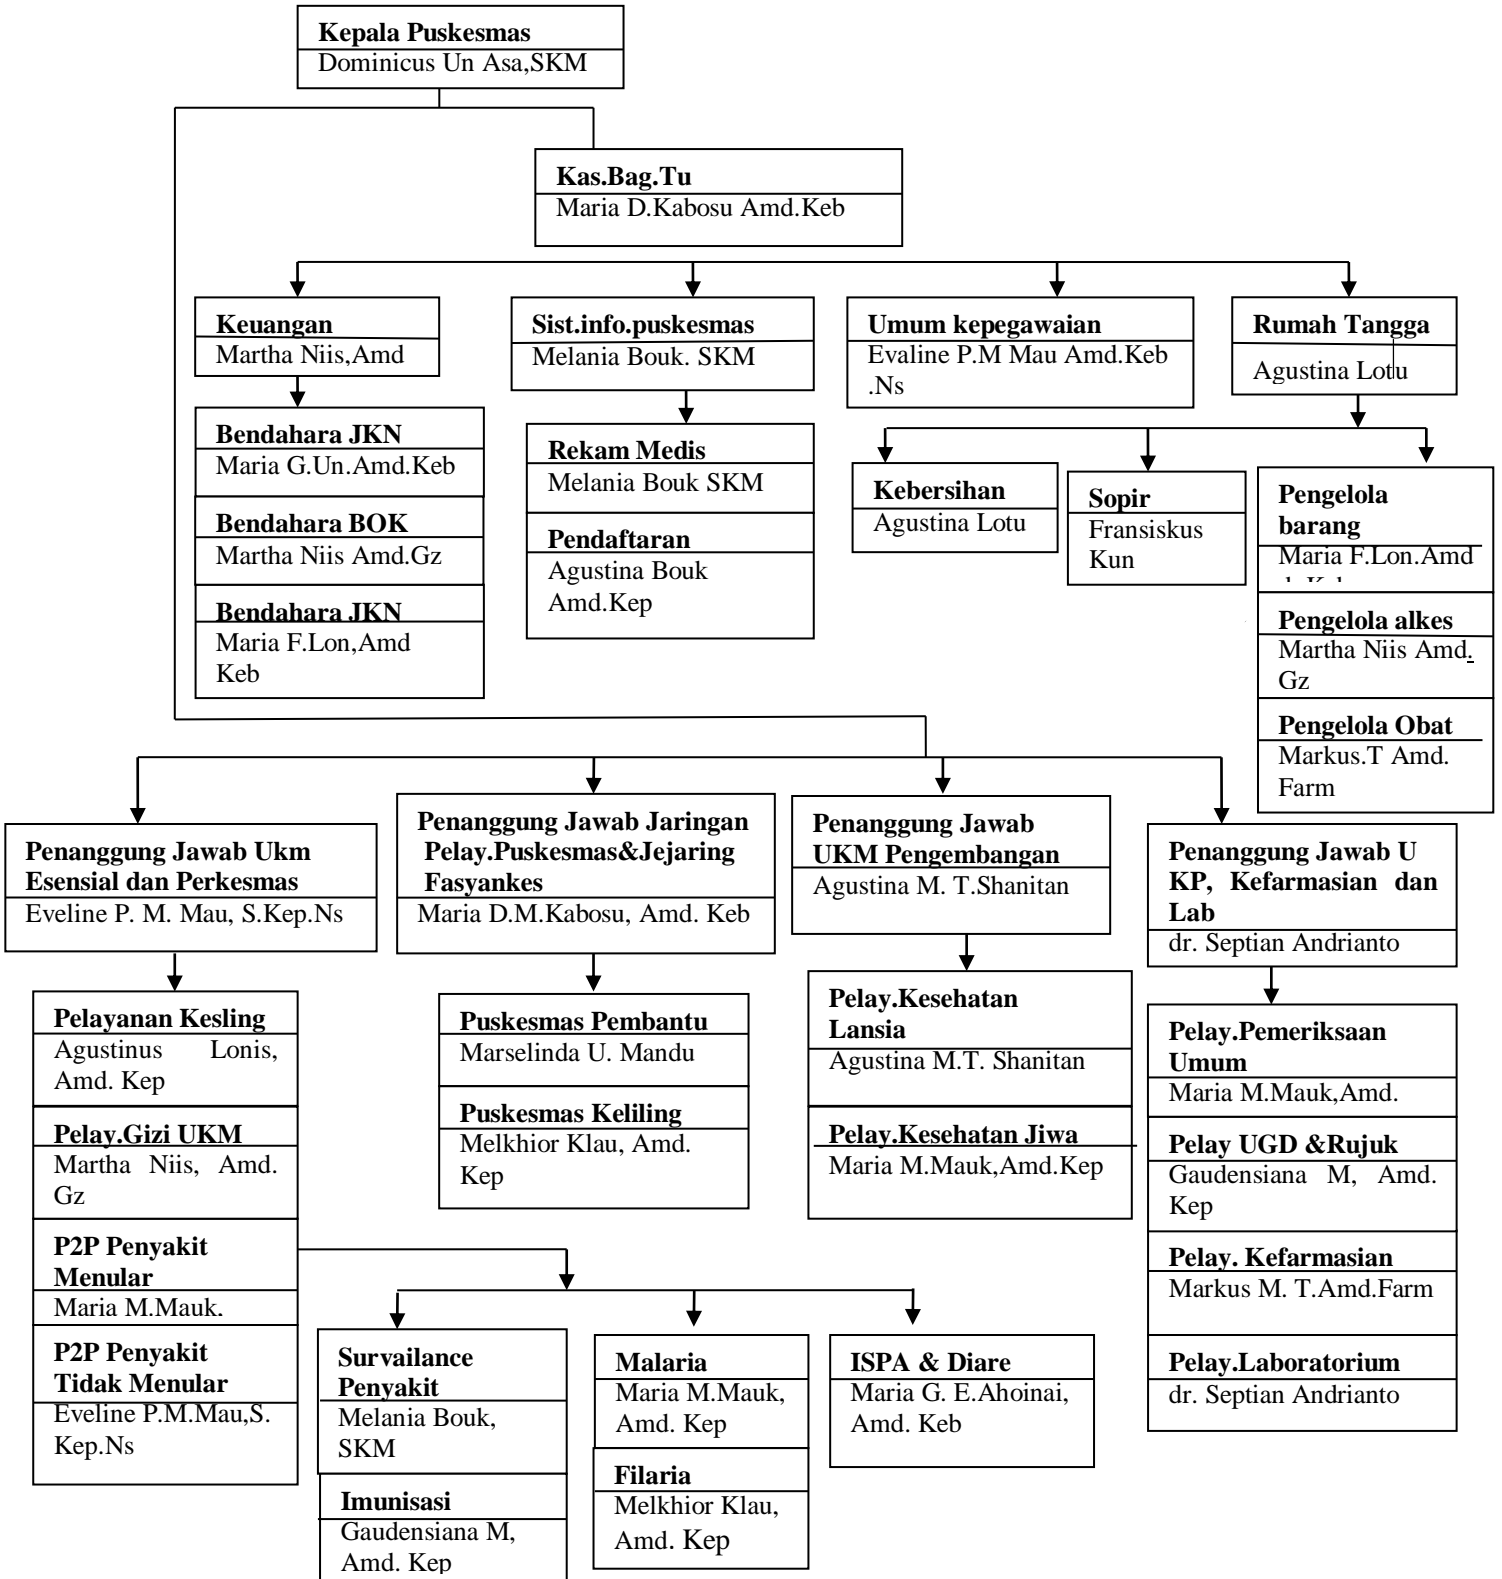 Kepala Puskesmas
Dominicus Un Asa,SKM
Kas.Bag.Tu
Maria D.Kabosu Amd.Keb
Keuangan
Martha Niis,Amd
Sist.info.puskesmas
Melania Bouk. SKM
Umum kepegawaian
Evaline P.M Mau Amd.Keb
.Ns
Rumah Tangga
Agustina Lotu
Bendahara JKN
Maria G.Un.Amd.Keb
Bendahara BOK
Martha Niis Amd.Gz
Bendahara JKN
Maria F.Lon,Amd
Keb
Rekam Medis
Melania Bouk SKM
Pendaftaran
Agustina Bouk
Amd.Kep
Kebersihan
Agustina Lotu
Sopir
Fransiskus
Kun
Pengelola
barang
Maria F.Lon.Amd
Pengelola alkes
Martha Niis Amd.
Gz
Pengelola Obat
Markus.T Amd.
Farm
Penanggung Jawab Ukm
Esensial dan Perkesmas
Eveline P. M. Mau, S.Kep.Ns
Penanggung Jawab Jaringan
Pelay.Puskesmas&Jejaring
Fasyankes
Maria D.M.Kabosu, Amd. Keb
Penanggung Jawab
UKM Pengembangan
Agustina M. T.Shanitan
Penanggung Jawab U
KP, Kefarmasian dan
Lab
dr. Septian Andrianto
Pelayanan Kesling
Agustinus Lonis,
Amd. Kep
Pelay.Gizi UKM
Martha Niis, Amd.
Gz
P2P Penyakit
Menular
Maria M.Mauk.
P2P Penyakit
Tidak Menular
Eveline P.M.Mau,S.
Kep.Ns
Puskesmas Pembantu
Marselinda U. Mandu
Puskesmas Keliling
Melkhior Klau, Amd.
Kep
Pelay.Kesehatan
Lansia
Agustina M.T. Shanitan
Pelay.Kesehatan Jiwa
Maria M.Mauk,Amd.Kep
Pelay.Pemeriksaan
Umum
Maria M.Mauk,Amd.
Pelay UGD &Rujuk
Gaudensiana M, Amd.
Kep
Pelay. Kefarmasian
Markus M. T.Amd.Farm
Pelay.Laboratorium
dr. Septian Andrianto
Survailance
Penyakit
Melania Bouk,
SKM
Imunisasi
Gaudensiana M,
Amd. Kep
Malaria
Maria M.Mauk,
Amd. Kep
Filaria
Melkhior Klau,
Amd. Kep
ISPA & Diare
Maria G. E.Ahoinai,
Amd. Keb